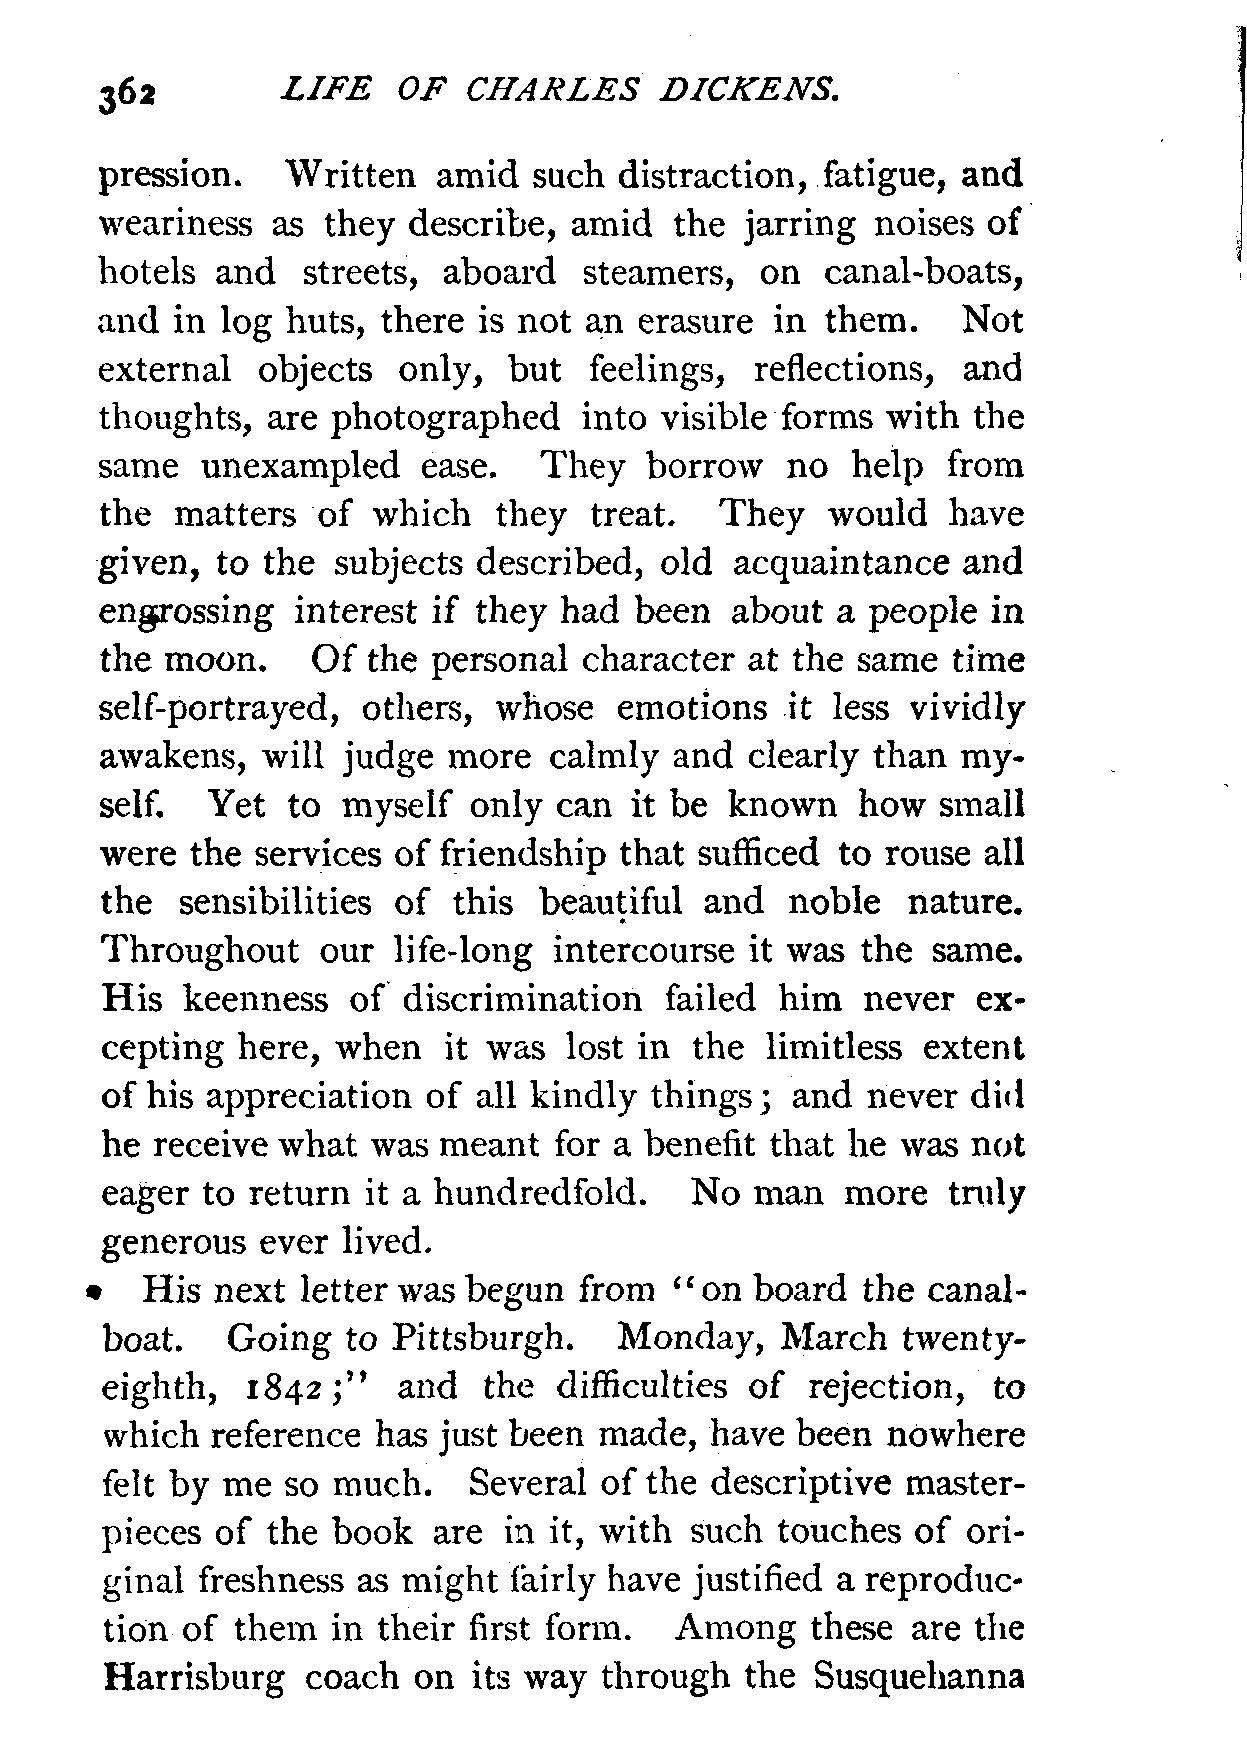 362 LIFE OF CHARLES DICKENS.
pression. Written amid such distraction, fatigue, and
weariness as they describe, amid the jarring noises of
hotels and streets, aboard steamers, on canal-boats,
and in log huts, there is not an erasure in them. Not
external objects only, but feelings, reflections, and
thoughts, are photographed into visible forms with the
same unexampled ease. They borrow no help from
the matters of which they treat. They would have
given, to the subjects described, old acquaintance and
engrossing interest if they had been about a people in
the moon. Of the personal character at the same time
self-portrayed, others, whose emotions it less vividly
awakens, will judge more calmly and clearly than my-
self. Yet to myself only can it be known how small
were the services of friendship that sufficed to rouse all
the sensibilities of this beautiful and noble nature.
Throughout our life-long intercourse it was the same.
His keenness of discrimination failed him never ex-
cepting here, when it was lost in the limitless extent
of his appreciation of all kindly things; and never did
he receive what was meant for a benefit that he was not
eager to return it a hundredfold. No man more truly
generous ever lived.
His next letter was begun from "on board the canal-
boat. Going to Pittsburgh. Monday, March twenty-
eighth, 1842;" and the difficulties of rejection, to
which reference has just been made, have been nowhere
felt by me so much. Several of the descriptive master-
pieces of the book are in it, with such touches of ori-
ginal freshness as might fairly have justified a reproduc-
tion of them in their first form. Among these are the
Harrisburg coach on its way through the Susquehanna